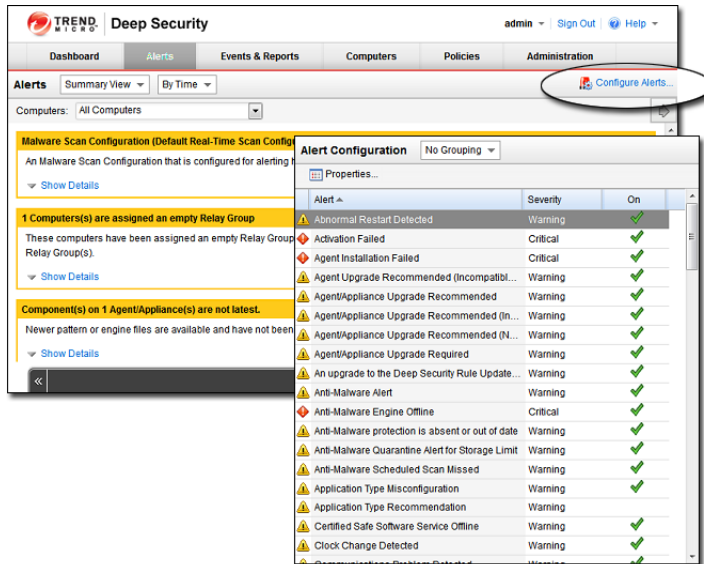 TREND MICRO Deep Security
admin Sign Out Help
Dashboard Alerts Events & Reports Computers Policies Administration
Alerts Summary View By Time Configure Alerts...
Computers: All Computers
Malware Scan Configuration (Default Real-Time Scan
An Malware Scan Configuration that is configured for alerting
Show Details
1 Computers(s) are assigned an empty Relay Group
These computers have been assigned an empty Relay Group
Relay Group(s).
Show Details
Component(s) on 1 Agent/Appliance(s) are not latest.
Newer pattern or engine files are available and have not been
Show Details
«
Alert Configuration No Grouping
Properties...
Alert Severity On
Abnormal Restart Detected Warning
Activation Failed Critical
Agent Installation Failed Critical
Agent Upgrade Recommended (Incompatibl... Warning
Agent/Appliance Upgrade Recommended Warning
Agent/Appliance Upgrade Recommended (In... Warning
Agent/Appliance Upgrade Recommended (N... Warning
Agent/Appliance Upgrade Required Warning
An upgrade to the Deep Security Rule Update... Warning
Anti-Malware Alert Warning
Anti-Malware Engine Offline Critical
Anti-Malware protection is absent or out of date Warning
Anti-Malware Quarantine Alert for Storage Limit Warning
Anti-Malware Scheduled Scan Missed Warning
Application Type Misconfiguration Warning
Application Type Recommendation Warning
Certified Safe Software Service Offline Warning
Clock Change Detected Warning
Communications Problem Detected Warning